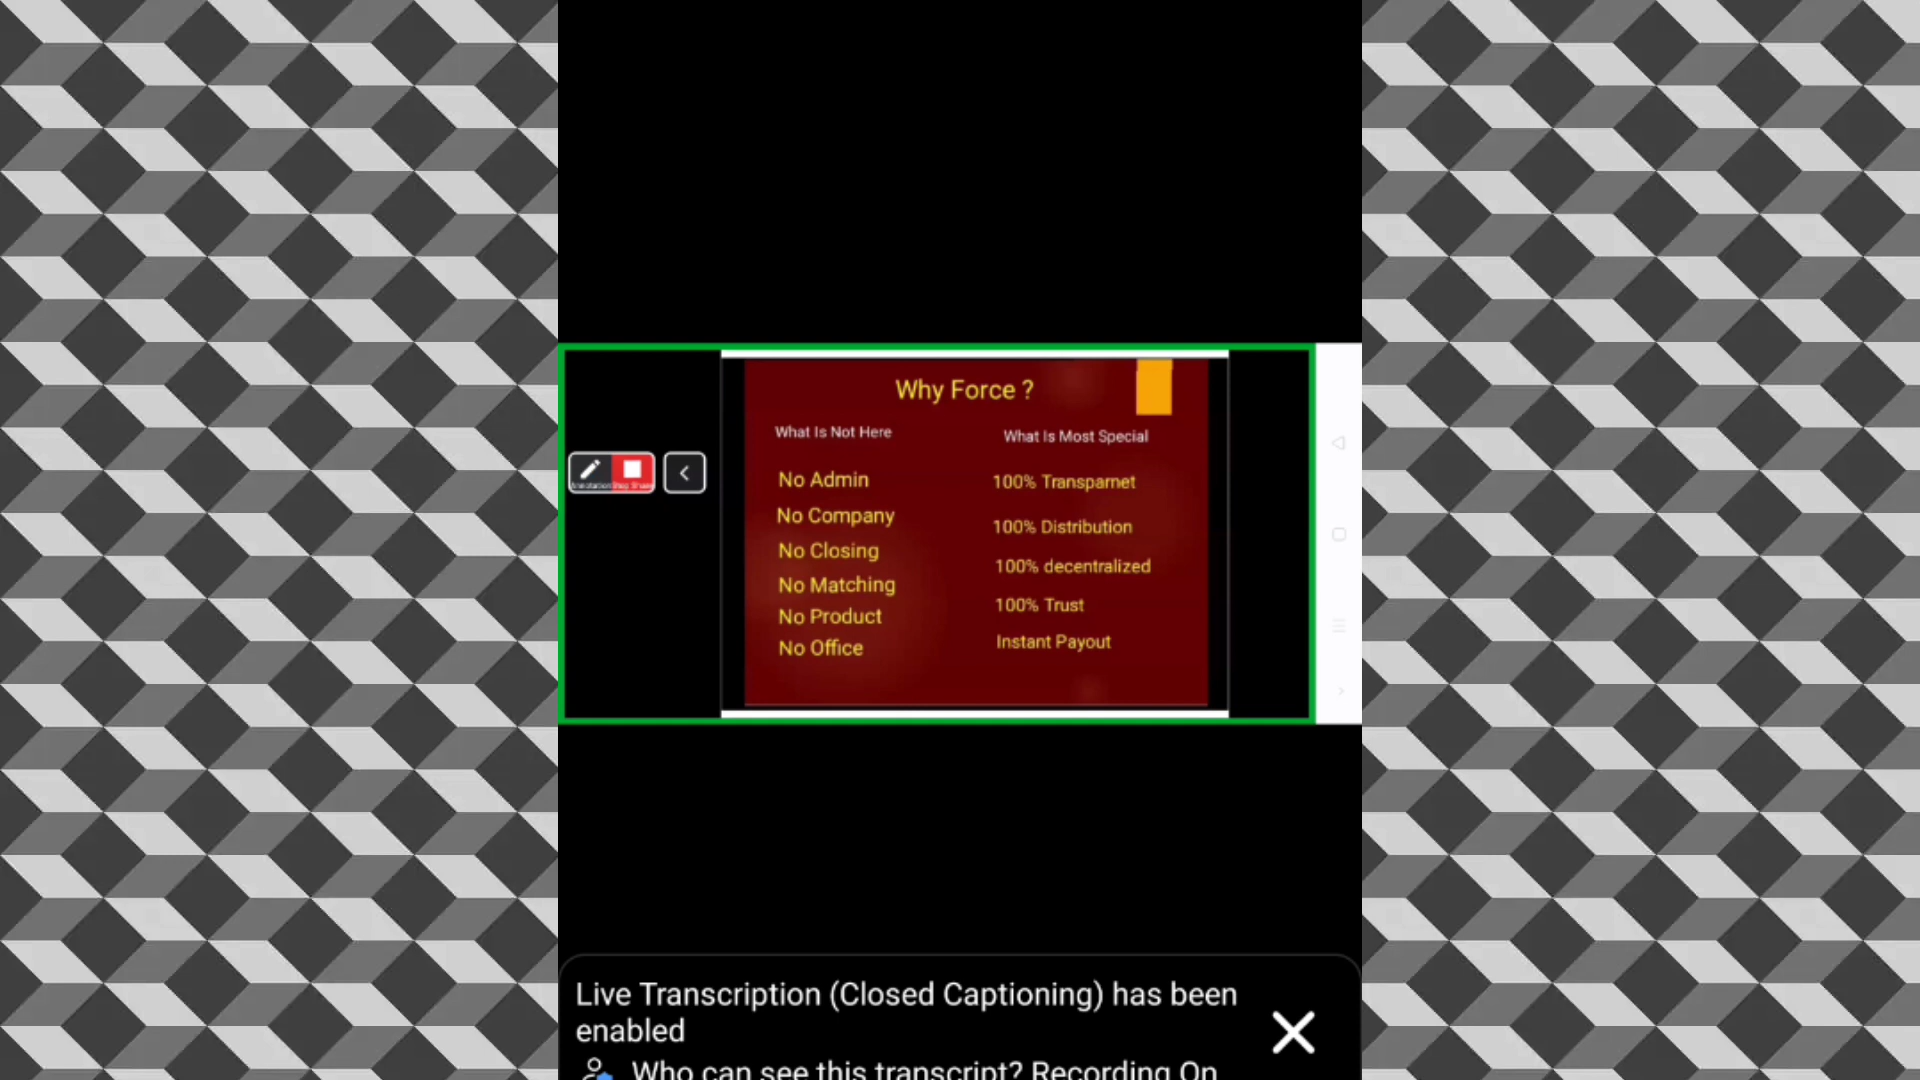 Why Force ?
What Is Not Here
No Admin
No Company
No Closing
No Matching
No Product
No Office
What Is Most Special
100% Transparnet
100% Distribution
100% decentralized
100% Trust
Instant Payout
Live Transcription (Closed Captioning) has been
enabled
Who can see this transcript? Recording On